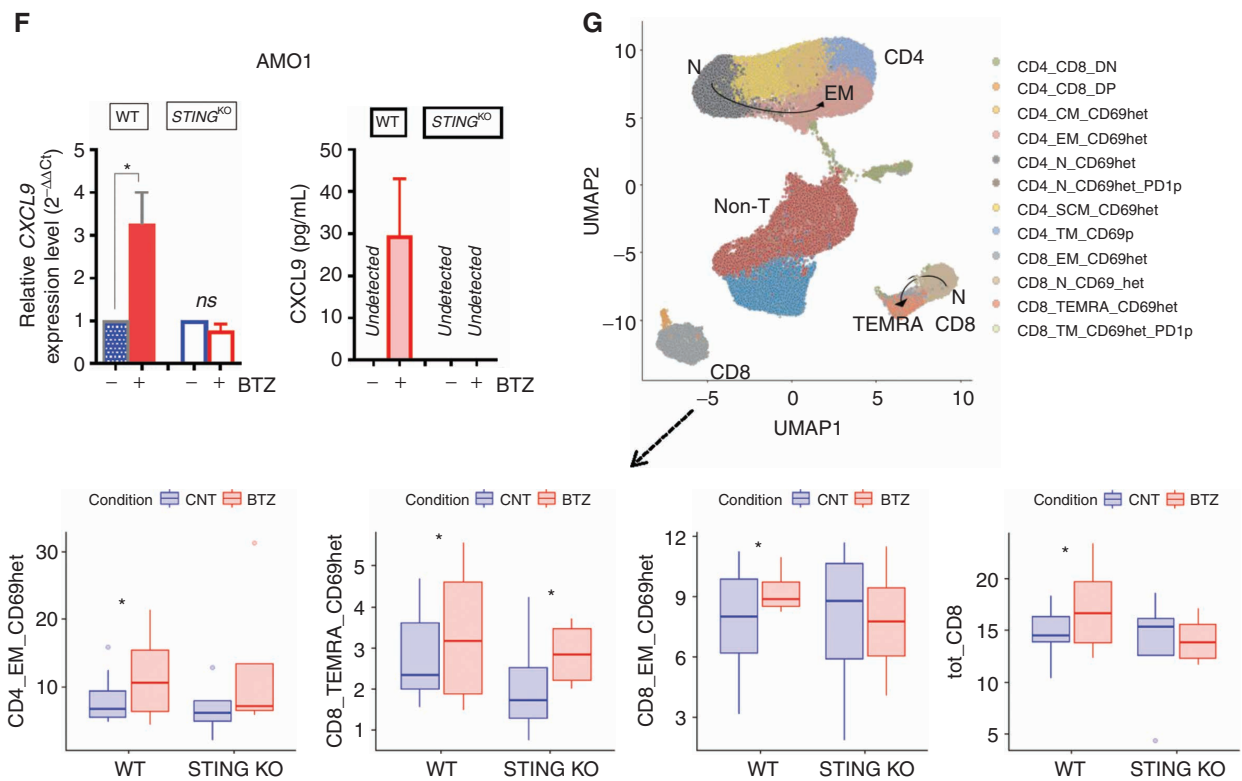 F
AMO1
WT
STING^KO
*
ns
Relative CXCL9
expression level (2^−ΔΔCt)
5
4
3
2
1
0
− + − + BTZ
WT
STING^KO
CXCL9 (pg/mL)
50
40
30
20
10
0
Undetected
Undetected
Undetected
− + − + BTZ
G
UMAP2
10
5
0
−5
−10
N
CD4
EM
Non-T
N
TEMRA CD8
CD8
−5 0 5 10
UMAP1
CD4_CD8_DN
CD4_CD8_DP
CD4_CM_CD69het
CD4_EM_CD69het
CD4_N_CD69het
CD4_N_CD69het_PD1p
CD4_SCM_CD69het
CD4_TM_CD69p
CD8_EM_CD69het
CD8_N_CD69_het
CD8_TEMRA_CD69het
CD8_TM_CD69het_PD1p
Condition CNT BTZ
CD4_EM_CD69het
30
20
10
*
WT STING KO
Condition CNT BTZ
CD8_TEMRA_CD69het
5
4
3
2
1
*
*
WT STING KO
Condition CNT BTZ
CD8_EM_CD69het
12
9
6
3
*
WT STING KO
Condition CNT BTZ
tot_CD8
20
15
10
5
*
WT STING KO